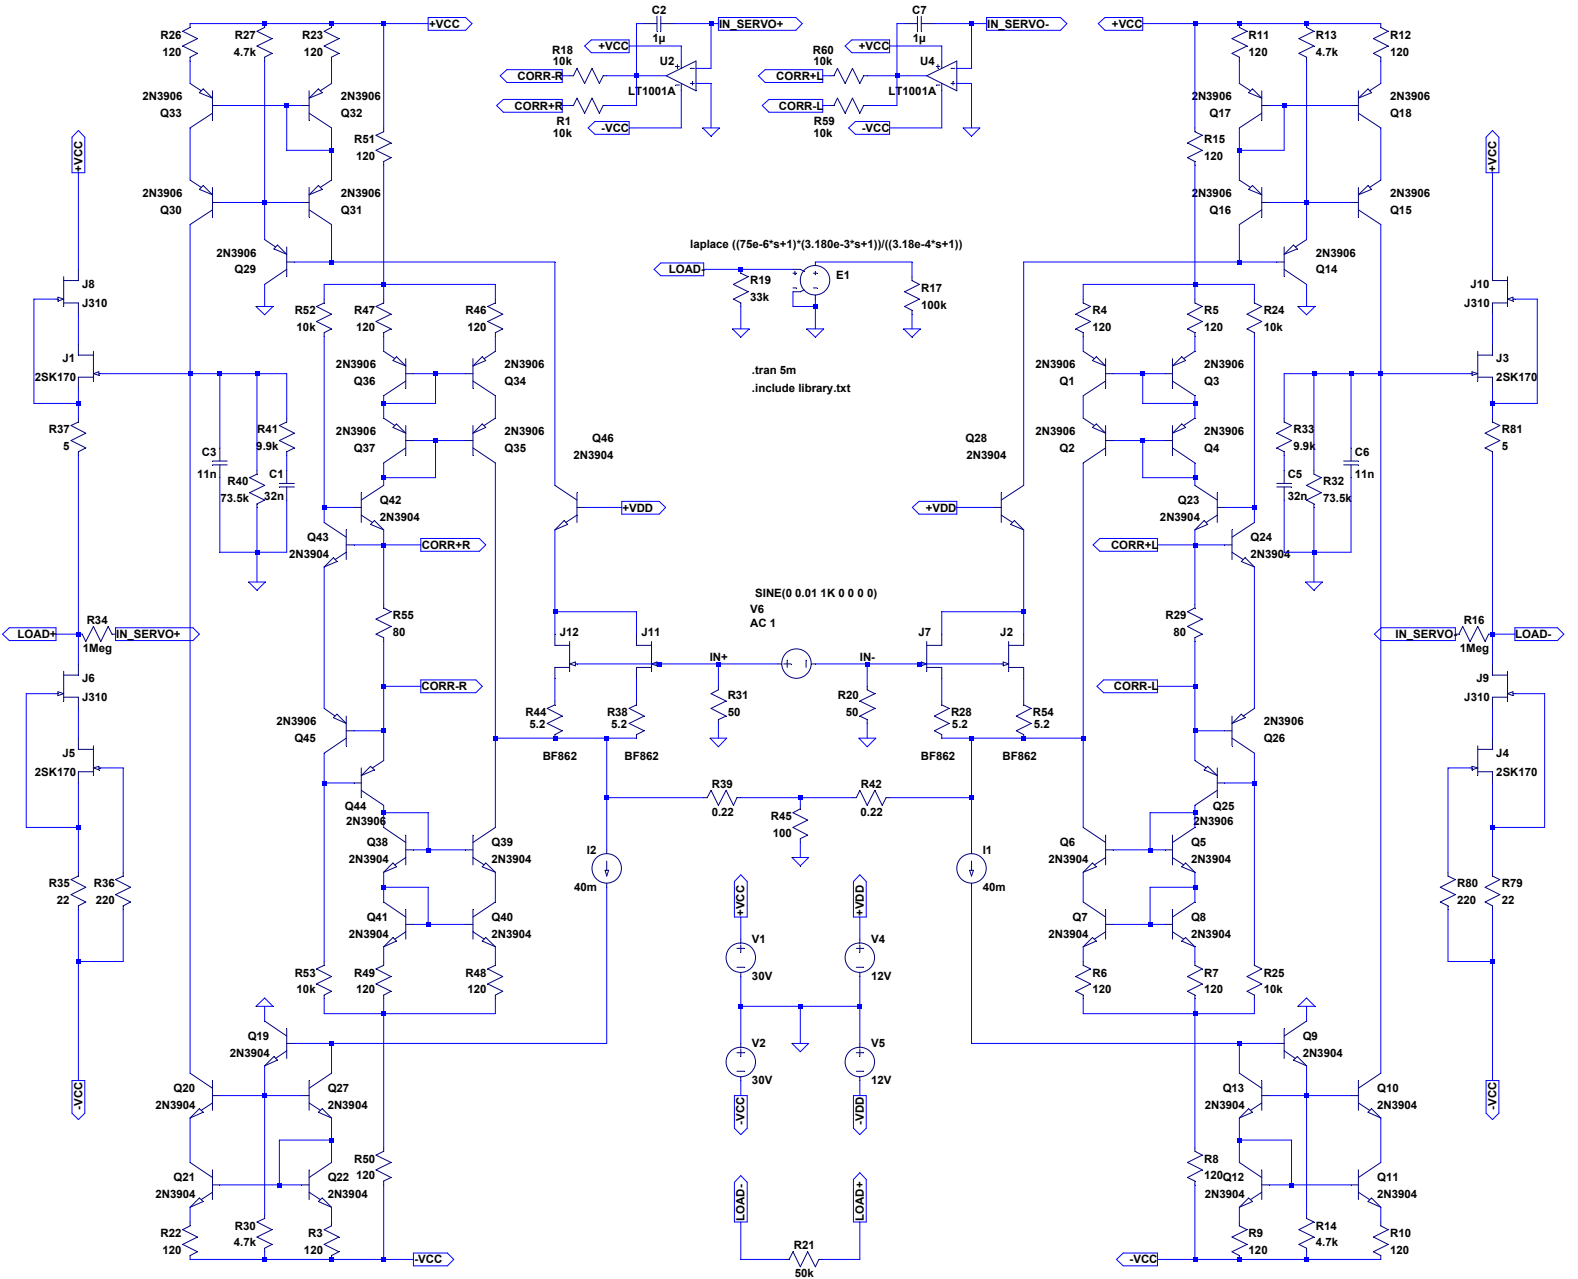 R26
120
R27
4.7k
R23
120
+VCC
C2
1µ
IN_SERVO+
+VCC
U2
LT1001A
-VCC
R18
10k
CORR-R
CORR+R
R1
10k
C7
1µ
IN_SERVO-
+VCC
U4
LT1001A
-VCC
R60
10k
CORR+L
CORR-L
R59
10k
+VCC
R11
120
R13
4.7k
R12
120
2N3906
Q33
2N3906
Q32
R51
120
2N3906
Q17
2N3906
Q18
R15
120
+VCC
+VCC
2N3906
Q30
2N3906
Q31
2N3906
Q16
2N3906
Q15
2N3906
Q29
2N3906
Q14
laplace ((75e-6*s+1)*(3.180e-3*s+1))/((3.18e-4*s+1))
LOAD-
R19
33k
E1
R17
100k
J8
J310
J10
J310
R52
10k
R47
120
R46
120
R4
120
R5
120
R24
10k
J1
2SK170
J3
2SK170
2N3906
Q36
2N3906
Q34
.tran 5m
.include library.txt
2N3906
Q1
2N3906
Q3
R37
5
R81
5
C3
11n
R40
73.5k
R41
9.9k
C1
32n
2N3906
Q37
2N3906
Q35
Q46
2N3904
Q28
2N3904
2N3906
Q2
2N3906
Q4
R33
9.9k
C5
32n
R32
73.5k
C6
11n
Q42
2N3904
+VDD
+VDD
Q23
2N3904
Q43
2N3904
CORR+R
CORR+L
Q24
2N3904
LOAD+
R34
1Meg
IN_SERVO+
R55
80
SINE(0 0.01 1K 0 0 0 0)
V6
AC 1
R29
80
IN_SERVO-
R16
1Meg
LOAD-
J12
J11
IN+
IN-
J7
J2
J6
J310
CORR-R
R44
5.2
R38
5.2
R31
50
R20
50
R28
5.2
R54
5.2
CORR-L
J9
J310
2N3906
Q45
2N3906
Q26
BF862
BF862
BF862
BF862
J5
2SK170
J4
2SK170
R39
0.22
R42
0.22
R45
100
Q44
2N3906
Q25
2N3906
Q38
2N3904
Q39
2N3904
I2
40m
I1
40m
Q6
2N3904
Q5
2N3904
R35
22
R36
220
R80
220
R79
22
Q41
2N3904
Q40
2N3904
+VCC
+VDD
Q7
2N3904
Q8
2N3904
V1
30V
V4
12V
R53
10k
R49
120
R48
120
R6
120
R7
120
R25
10k
Q19
2N3904
V2
30V
V5
12V
Q9
2N3904
Q20
2N3904
Q27
2N3904
-VCC
-VDD
Q13
2N3904
Q10
2N3904
-VCC
-VCC
Q21
2N3904
Q22
2N3904
R50
120
R8
120
Q12
2N3904
Q11
2N3904
LOAD-
LOAD+
R22
120
R30
4.7k
R3
120
-VCC
R21
50k
-VCC
R9
120
R14
4.7k
R10
120